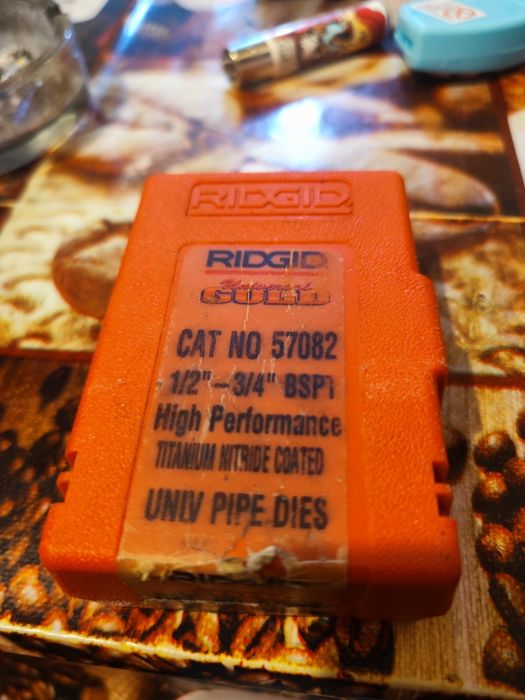 RIDGID
RIDGID
Universal
GOLD
CAT NO 57082
1/2" - 3/4" BSPT
High Performance
TITANIUM NITRIDE COATED
UNIV PIPE DIES
RIDGID